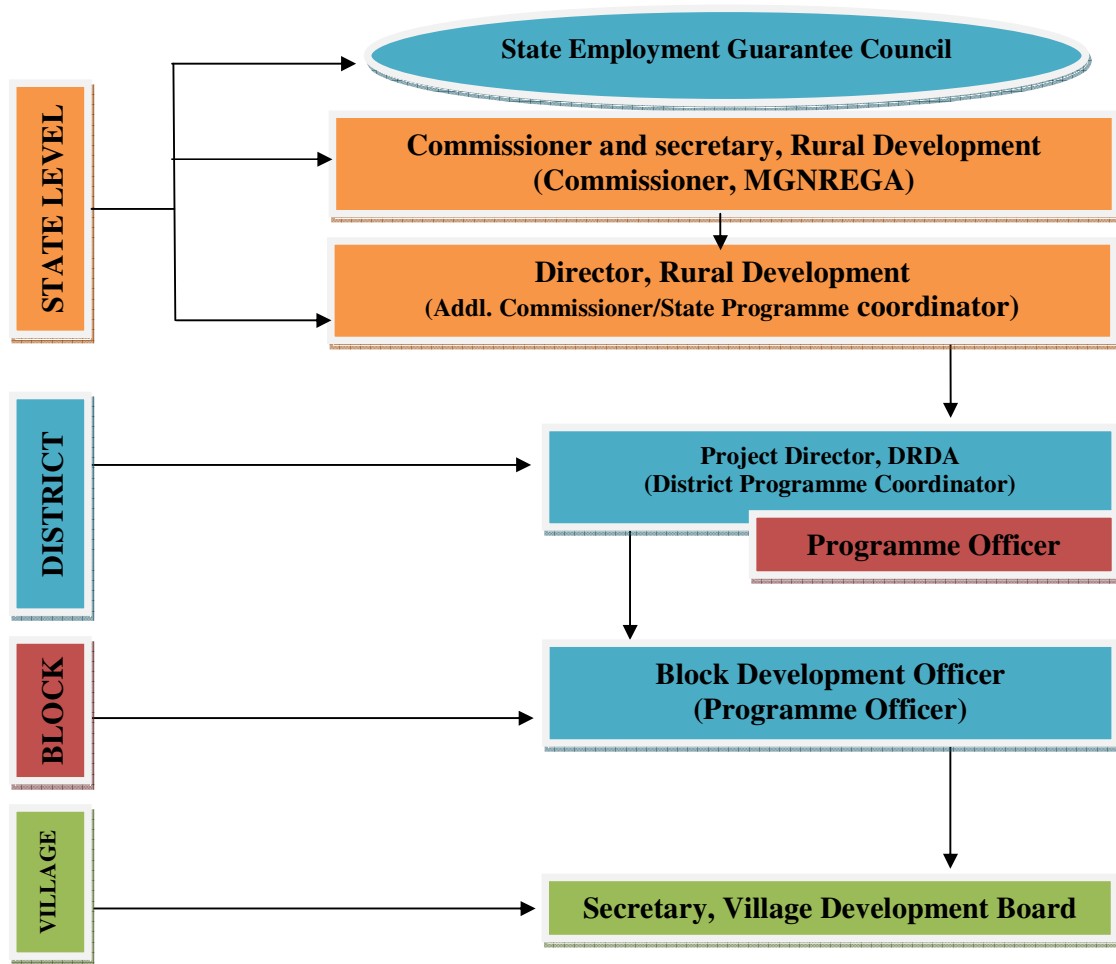 STATE LEVEL
State Employment Guarantee Council
Commissioner and secretary, Rural Development
(Commissioner, MGNREGA)
Director, Rural Development
(Addl. Commissioner/State Programme coordinator)
DISTRICT
Project Director, DRDA
(District Programme Coordinator)
Programme Officer
BLOCK
Block Development Officer
(Programme Officer)
VILLAGE
Secretary, Village Development Board